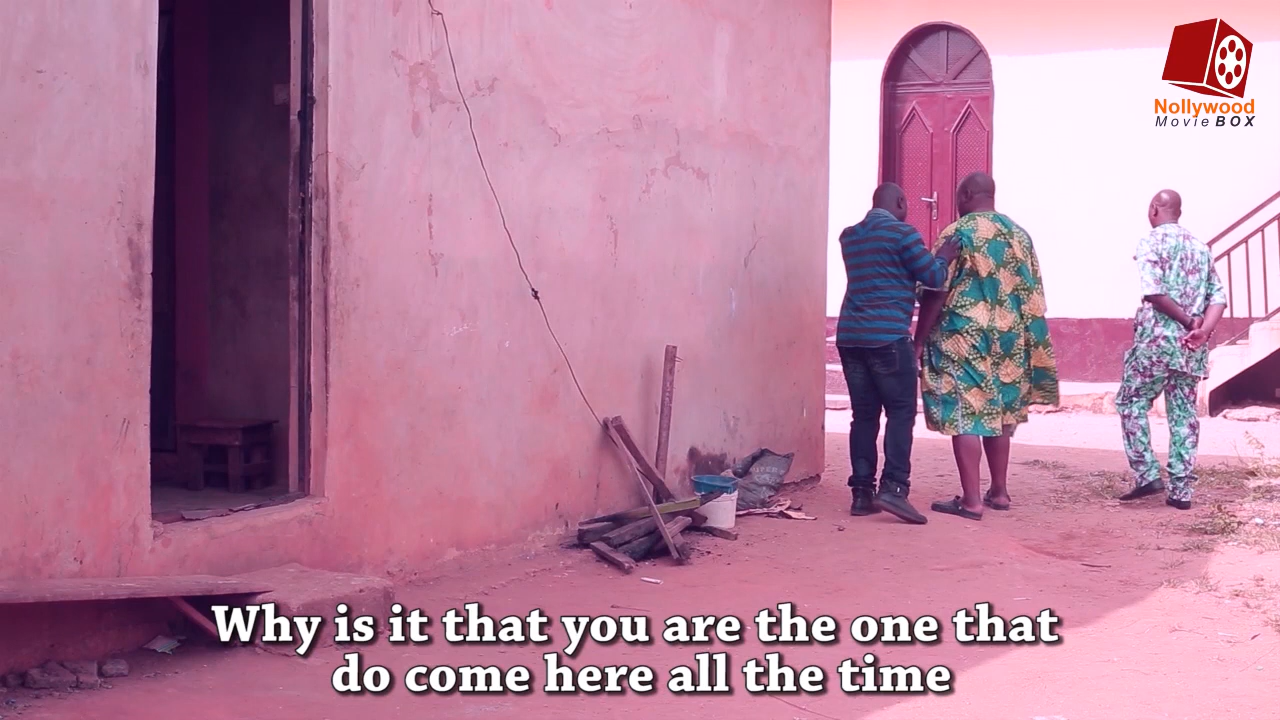 Nollywood
Movie BOX
Why is it that you are the one that
do come here all the time